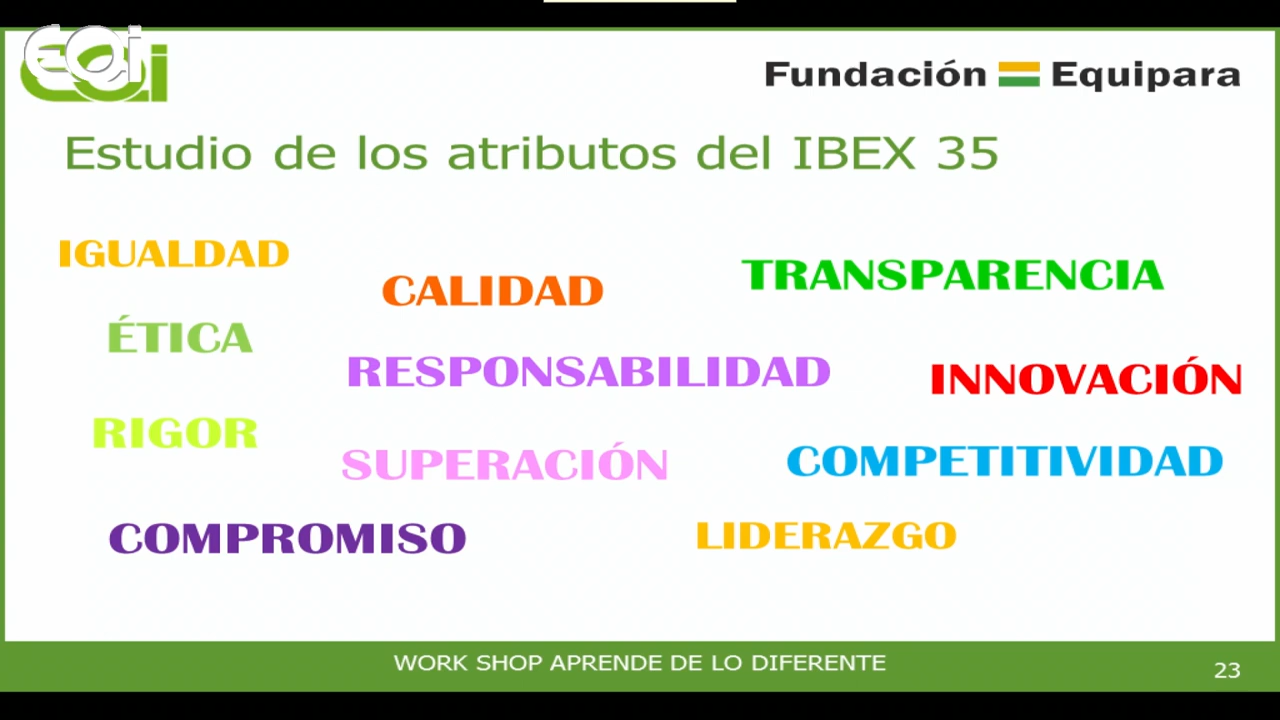 eoi
eoi
Fundación Equipara
Estudio de los atributos del IBEX 35
IGUALDAD
CALIDAD
TRANSPARENCIA
ÉTICA
RESPONSABILIDAD
INNOVACIÓN
RIGOR
SUPERACIÓN
COMPETITIVIDAD
COMPROMISO
LIDERAZGO
WORK SHOP APRENDE DE LO DIFERENTE
23